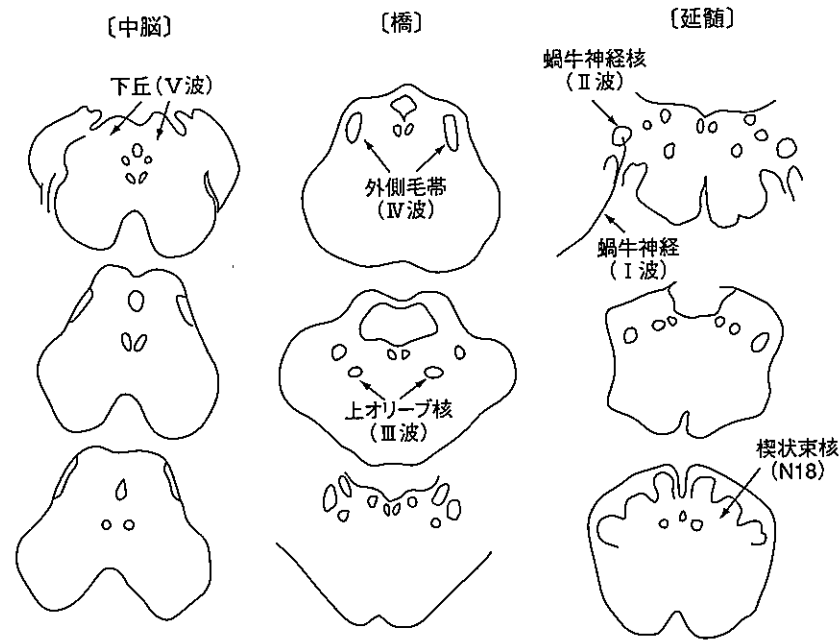 〔中脳〕
下丘(Ⅴ波)
〔橋〕
外側毛帯
(Ⅳ波)
上オリーブ核
(Ⅲ波)
〔延髄〕
蝸牛神経核
(Ⅱ波)
蝸牛神経
(Ⅰ波)
楔状束核
(N18)